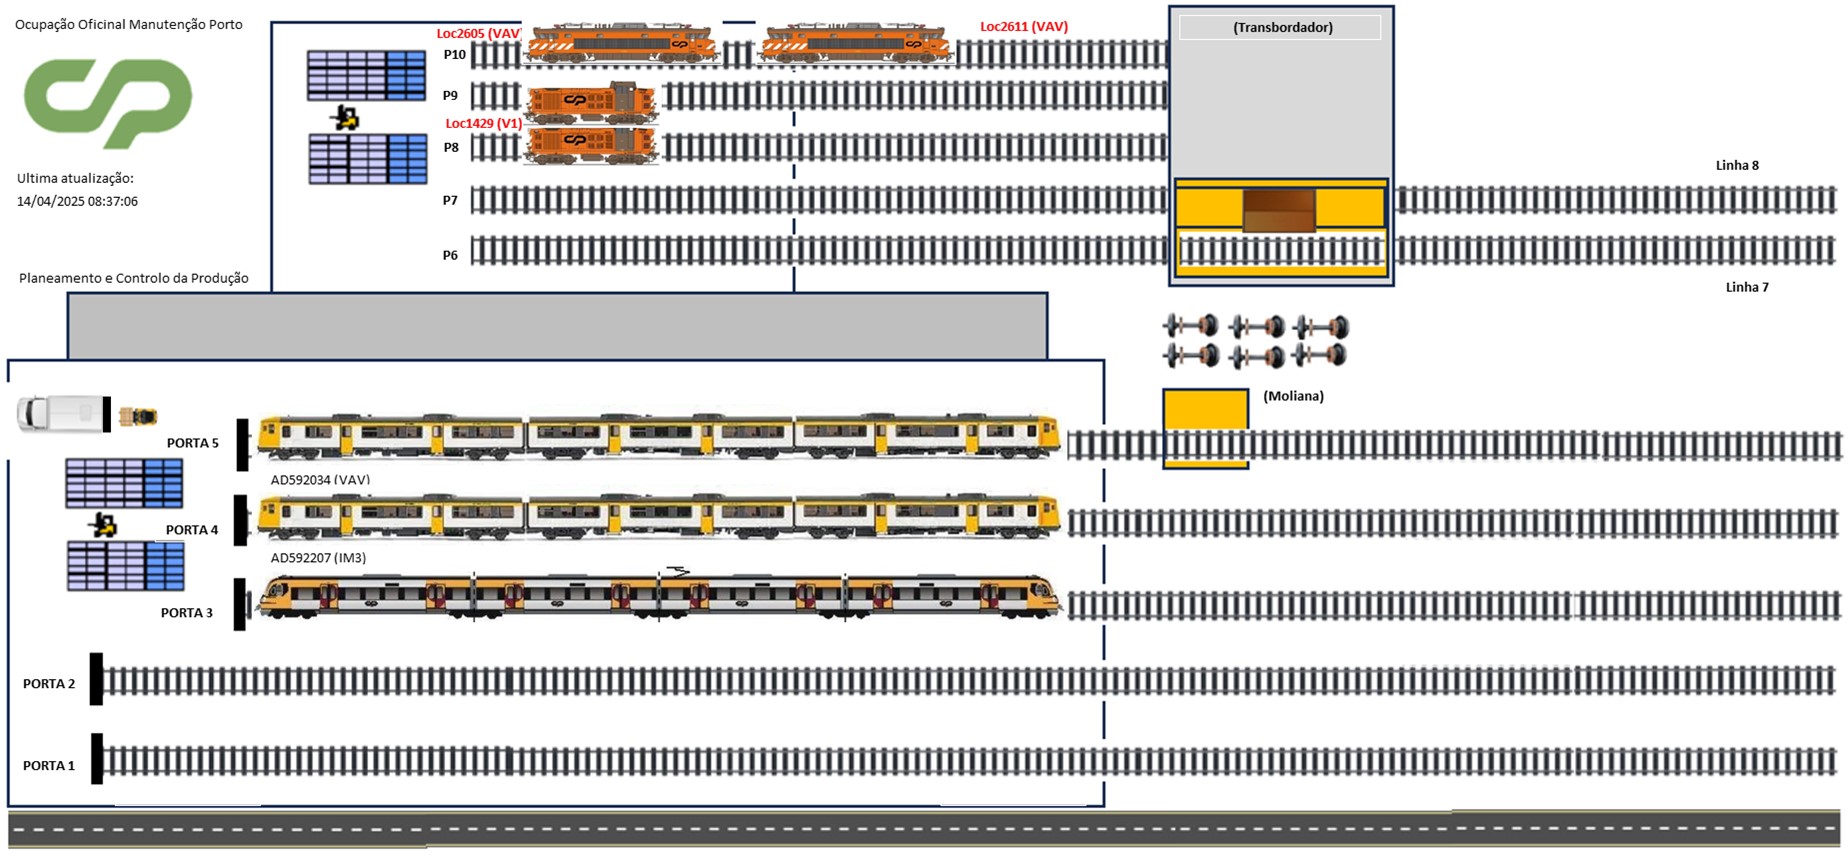 Ocupação Oficinal Manutenção Porto
Ultima atualização:
14/04/2025 08:37:06
Planeamento e Controlo da Produção
Loc2605 (VAV)
Loc2611 (VAV)
(Transbordador)
P10
P9
Loc1429 (V1)
P8
P7
P6
Linha 8
Linha 7
(Moliana)
PORTA 5
AD592034 (VAV)
PORTA 4
AD592207 (IM3)
PORTA 3
PORTA 2
PORTA 1